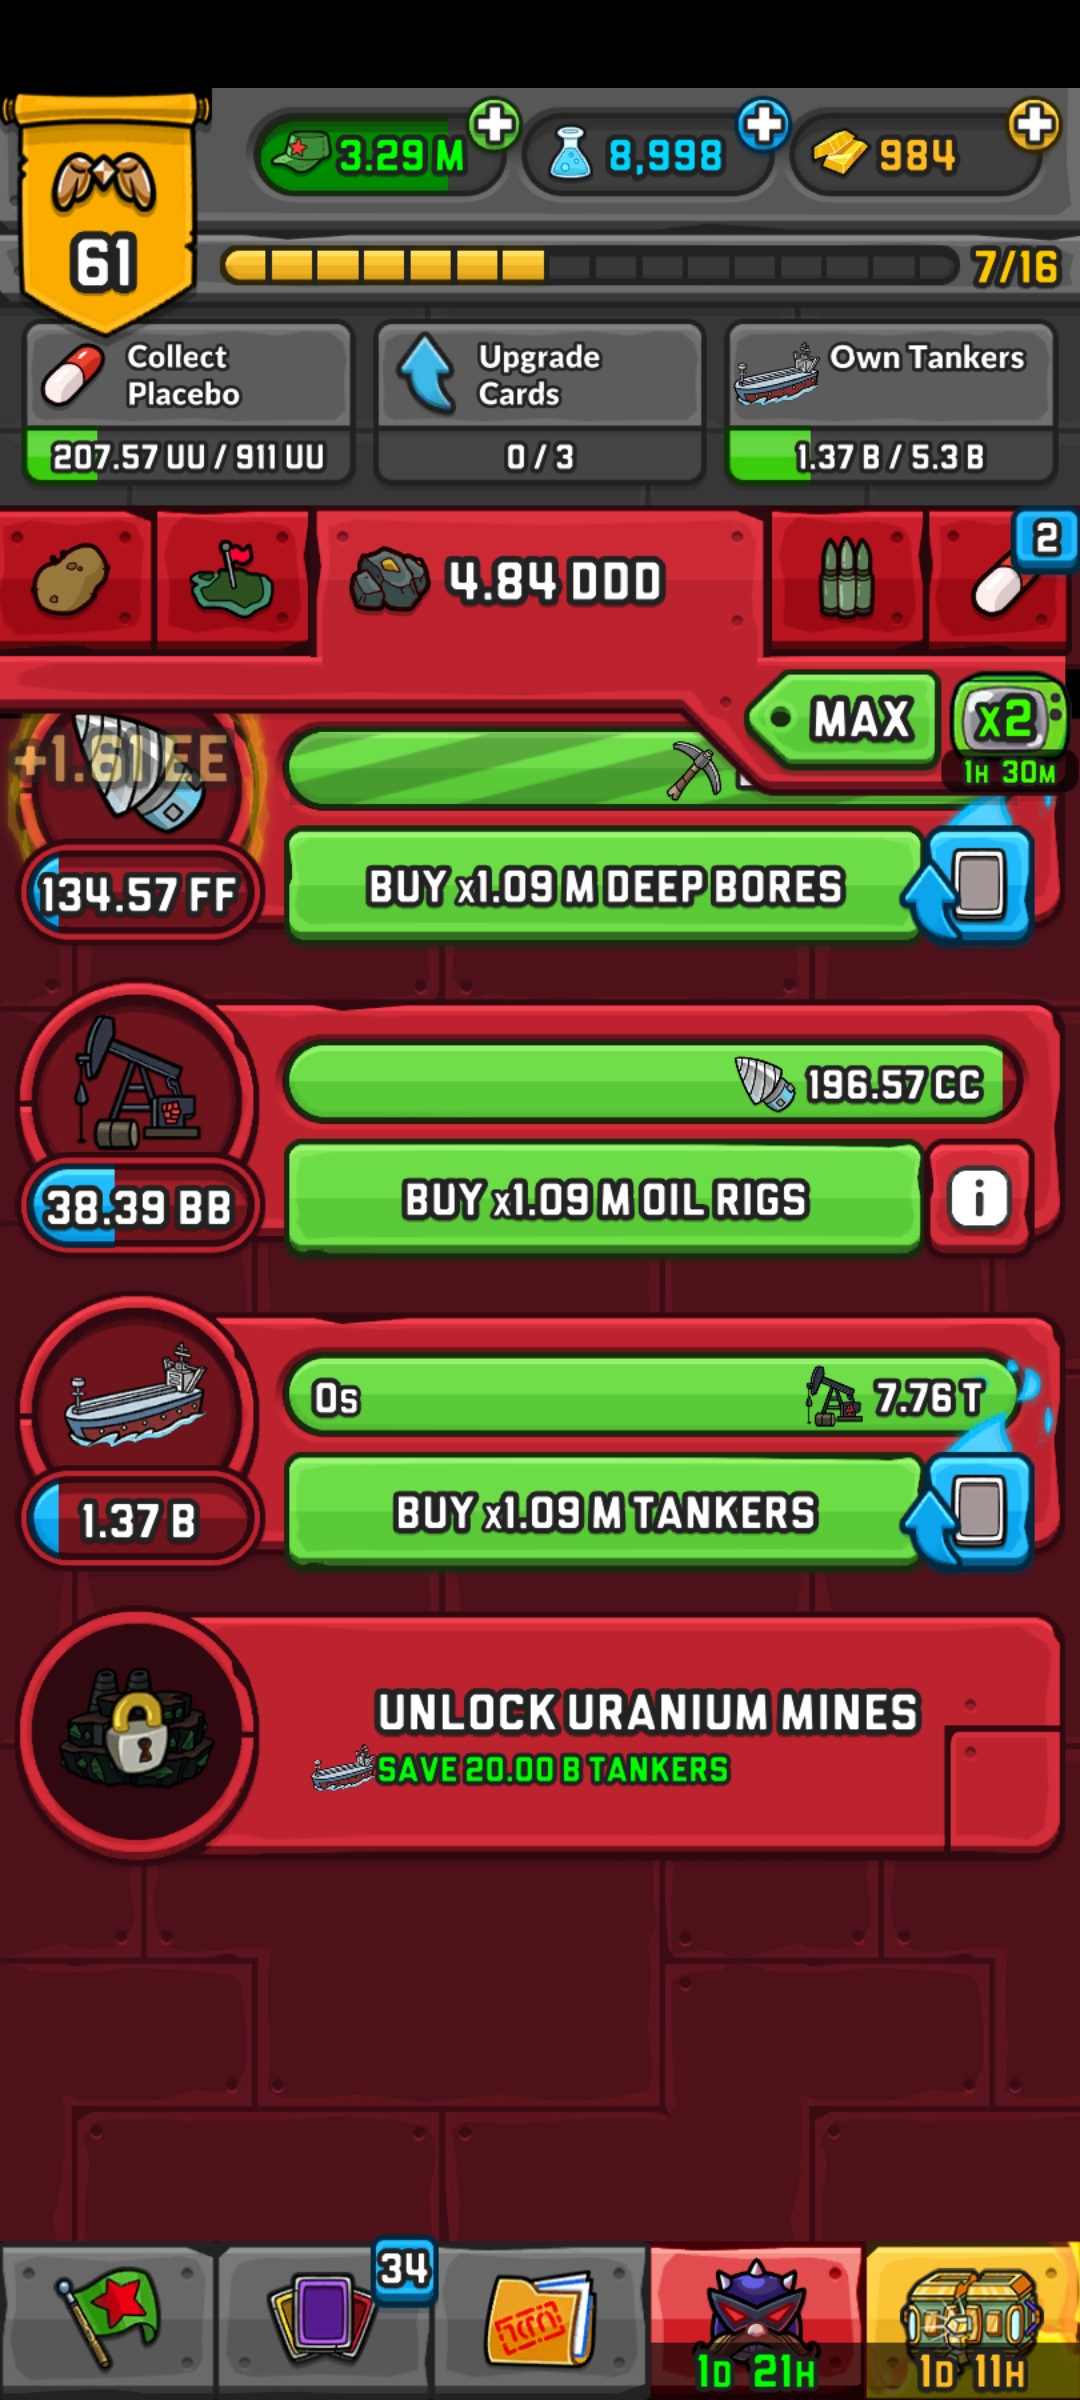 3.29 M
8,998
984
61
7/16
Collect
Placebo
207.57 UU / 911 UU
Upgrade
Cards
0 / 3
Own Tankers
1.37 B / 5.3 B
4.84 DDD
2
MAX
x2
1H 30M
+1.61 EE
134.57 FF
BUY x1.09 M DEEP BORES
196.57 CC
38.39 BB
BUY x1.09 M OIL RIGS
i
0s
7.76 T
1.37 B
BUY x1.09 M TANKERS
UNLOCK URANIUM MINES
SAVE 20.00 B TANKERS
34
1D 21H
1D 11H